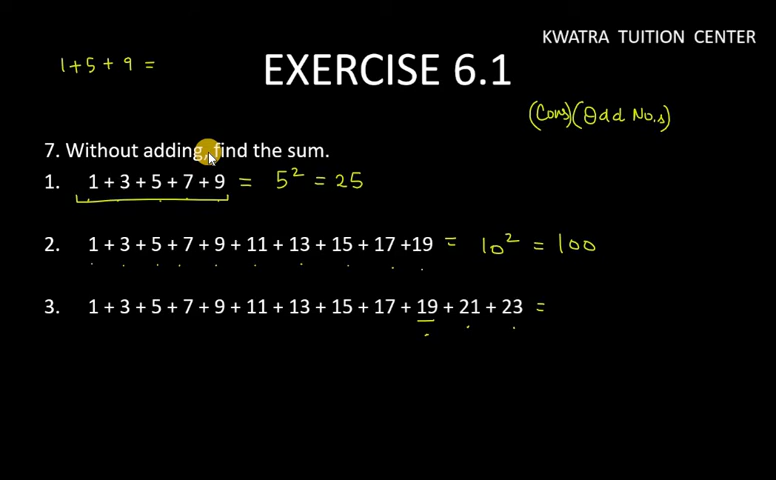 KWATRA TUITION CENTER
1+5+9 =
EXERCISE 6.1
(Cons)(Odd No.s)
7. Without adding, find the sum.
1. 1 + 3 + 5 + 7 + 9 = 5² = 25
2. 1 + 3 + 5 + 7 + 9 + 11 + 13 + 15 + 17 +19 = 10² = 100
3. 1 + 3 + 5 + 7 + 9 + 11 + 13 + 15 + 17 + 19 + 21 + 23 =